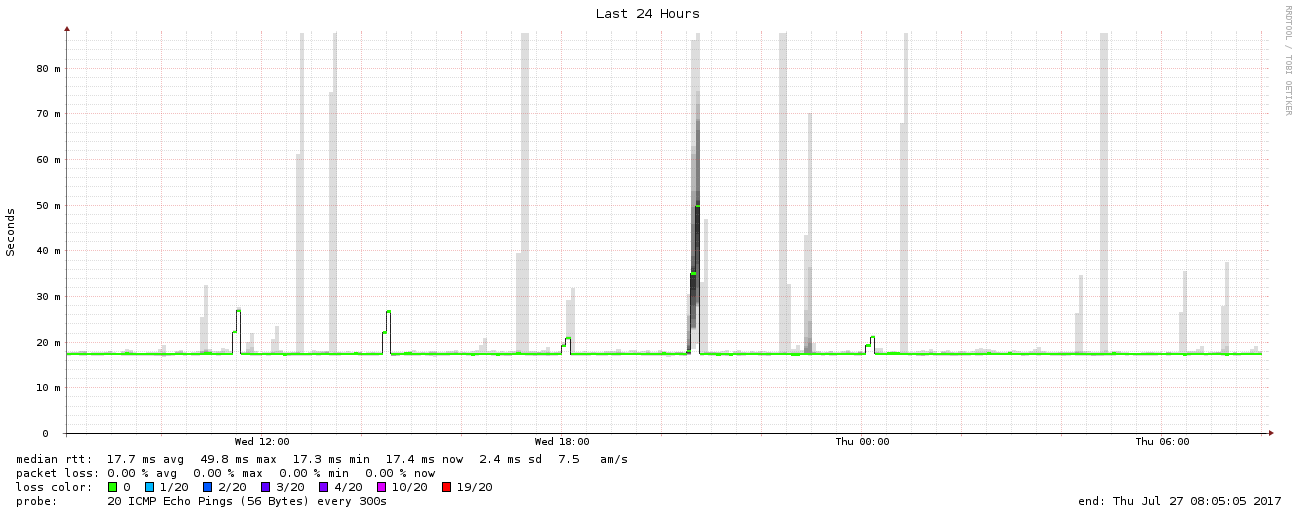 Last 24 Hours
RRDTOOL / TOBI OETIKER
Seconds
80 m
70 m
60 m
50 m
40 m
30 m
20 m
10 m
0
Wed 12:00 Wed 18:00 Thu 00:00 Thu 06:00
median rtt: 17.7 ms avg 49.8 ms max 17.3 ms min 17.4 ms now 2.4 ms sd 7.5 am/s
packet loss: 0.00 % avg 0.00 % max 0.00 % min 0.00 % now
loss color: 0 1/20 2/20 3/20 4/20 10/20 19/20
probe: 20 ICMP Echo Pings (56 Bytes) every 300s end: Thu Jul 27 08:05:05 2017